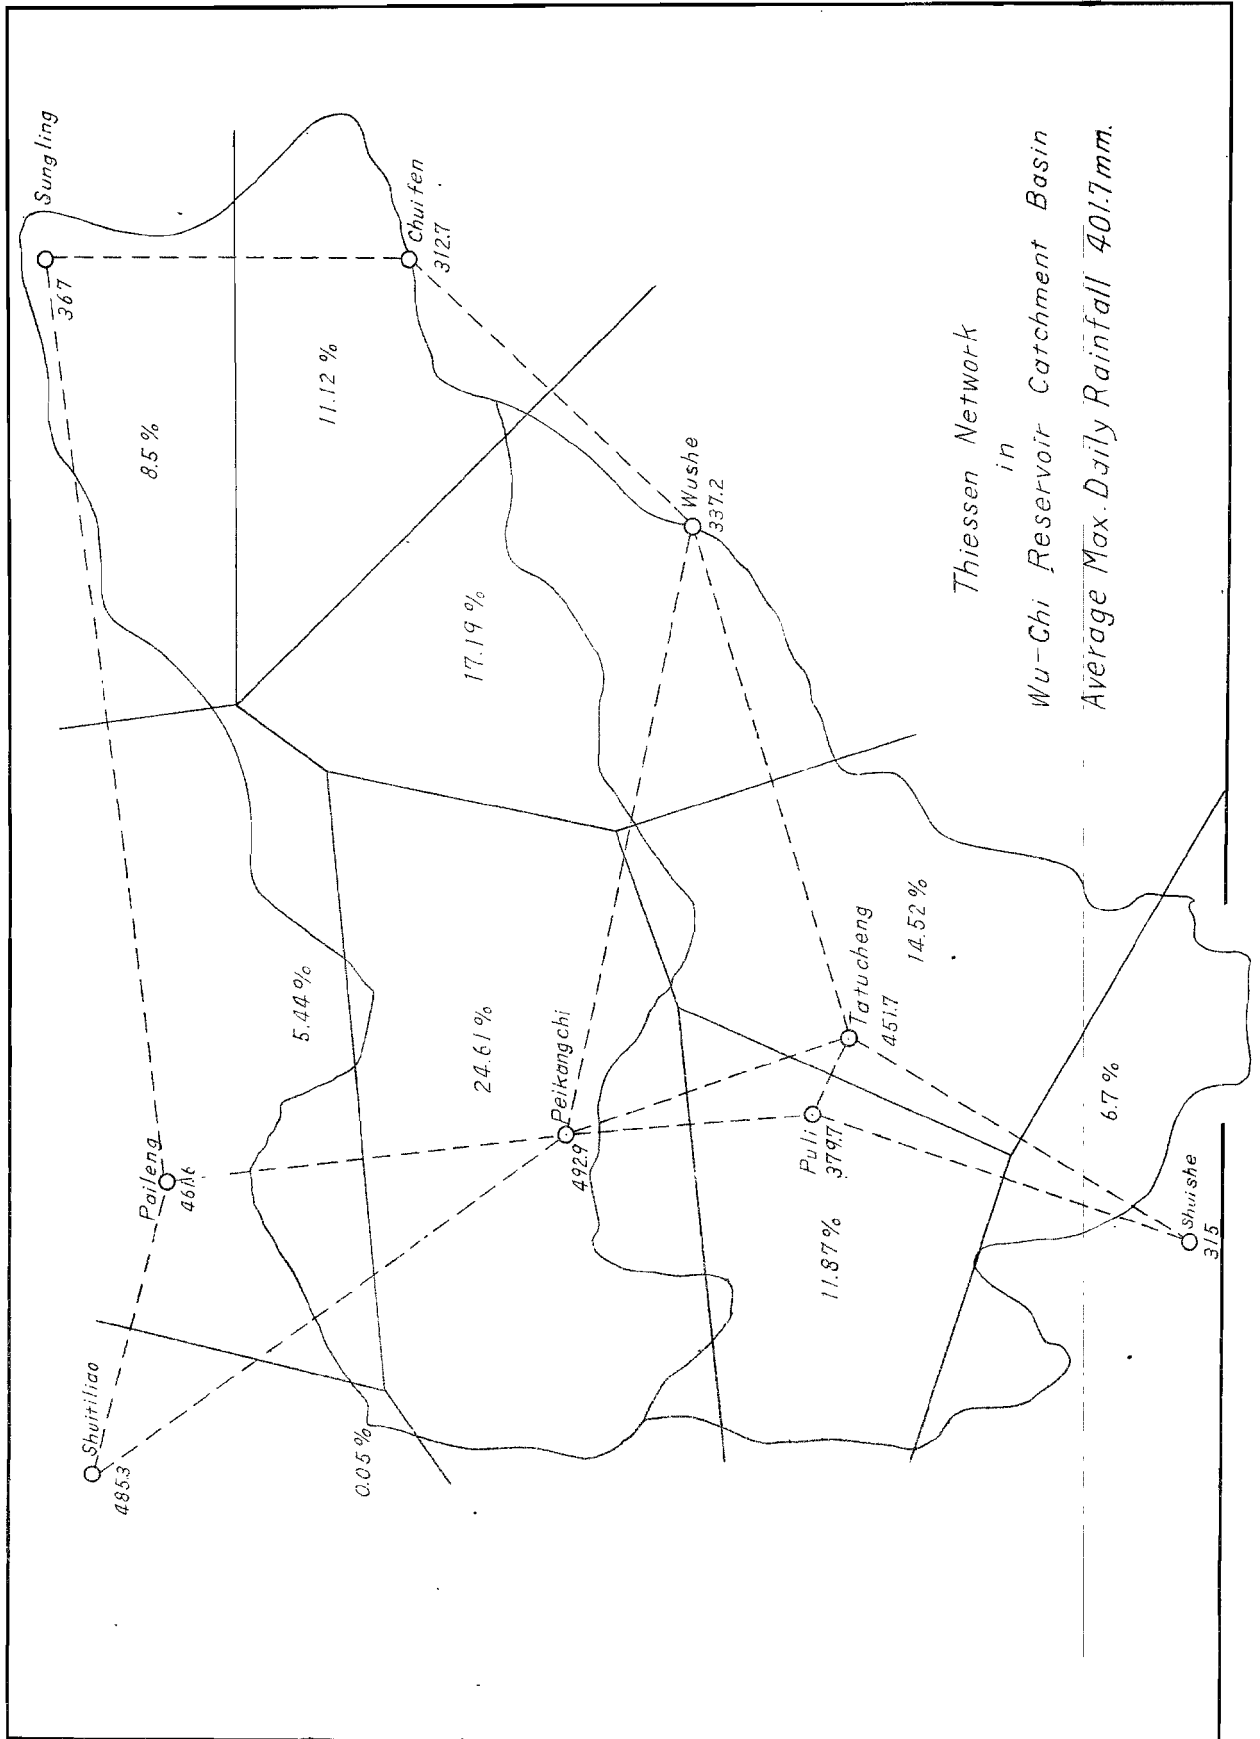 Sungling
367
Chuifen
312.7
8.5%
11.12%
Wushe
337.2
17.19%
Paileng
461.6
5.44%
24.61%
Peikangchi
492.9
Tatucheng
451.7
14.52%
Puli
379.7
11.87%
6.7%
Shuishe
315
Shuitiliao
485.3
0.05%
Thiessen Network
in
Wu-Chi Reservoir Catchment Basin
Average Max. Daily Rainfall 401.7mm.